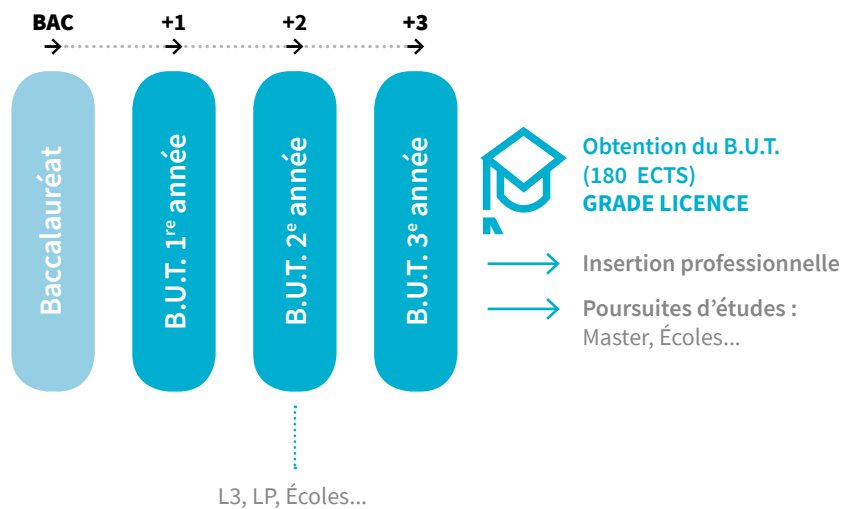 BAC +1 +2 +3
Baccalauréat
B.U.T. 1re année
B.U.T. 2e année
B.U.T. 3e année
Obtention du B.U.T.
(180 ECTS)
GRADE LICENCE
Insertion professionnelle
Poursuites d’études :
Master, Écoles...
L3, LP, Écoles...